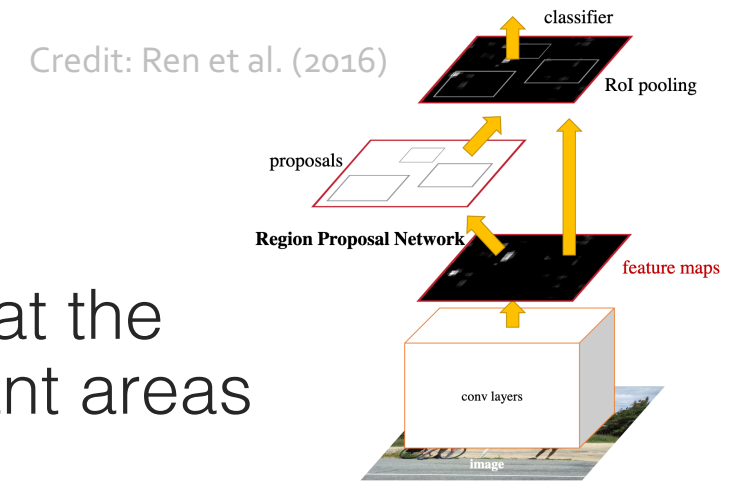 Credit: Ren et al. (2016)
classifier
RoI pooling
proposals
Region Proposal Network
feature maps
at the
areas
conv layers
image